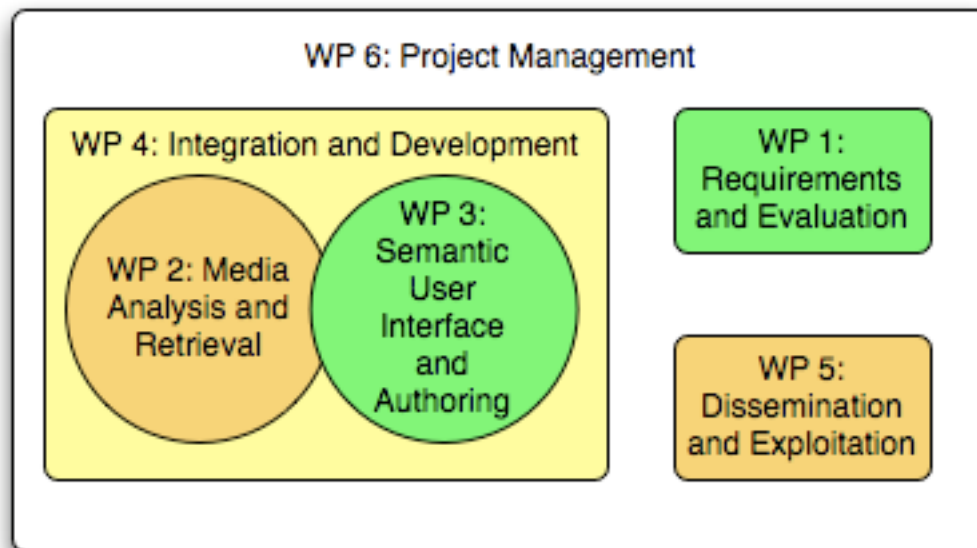 WP 6: Project Management
WP 4: Integration and Development
WP 2: Media
Analysis and
Retrieval
WP 3:
Semantic
User
Interface
and
Authoring
WP 1:
Requirements
and Evaluation
WP 5:
Dissemination
and Exploitation